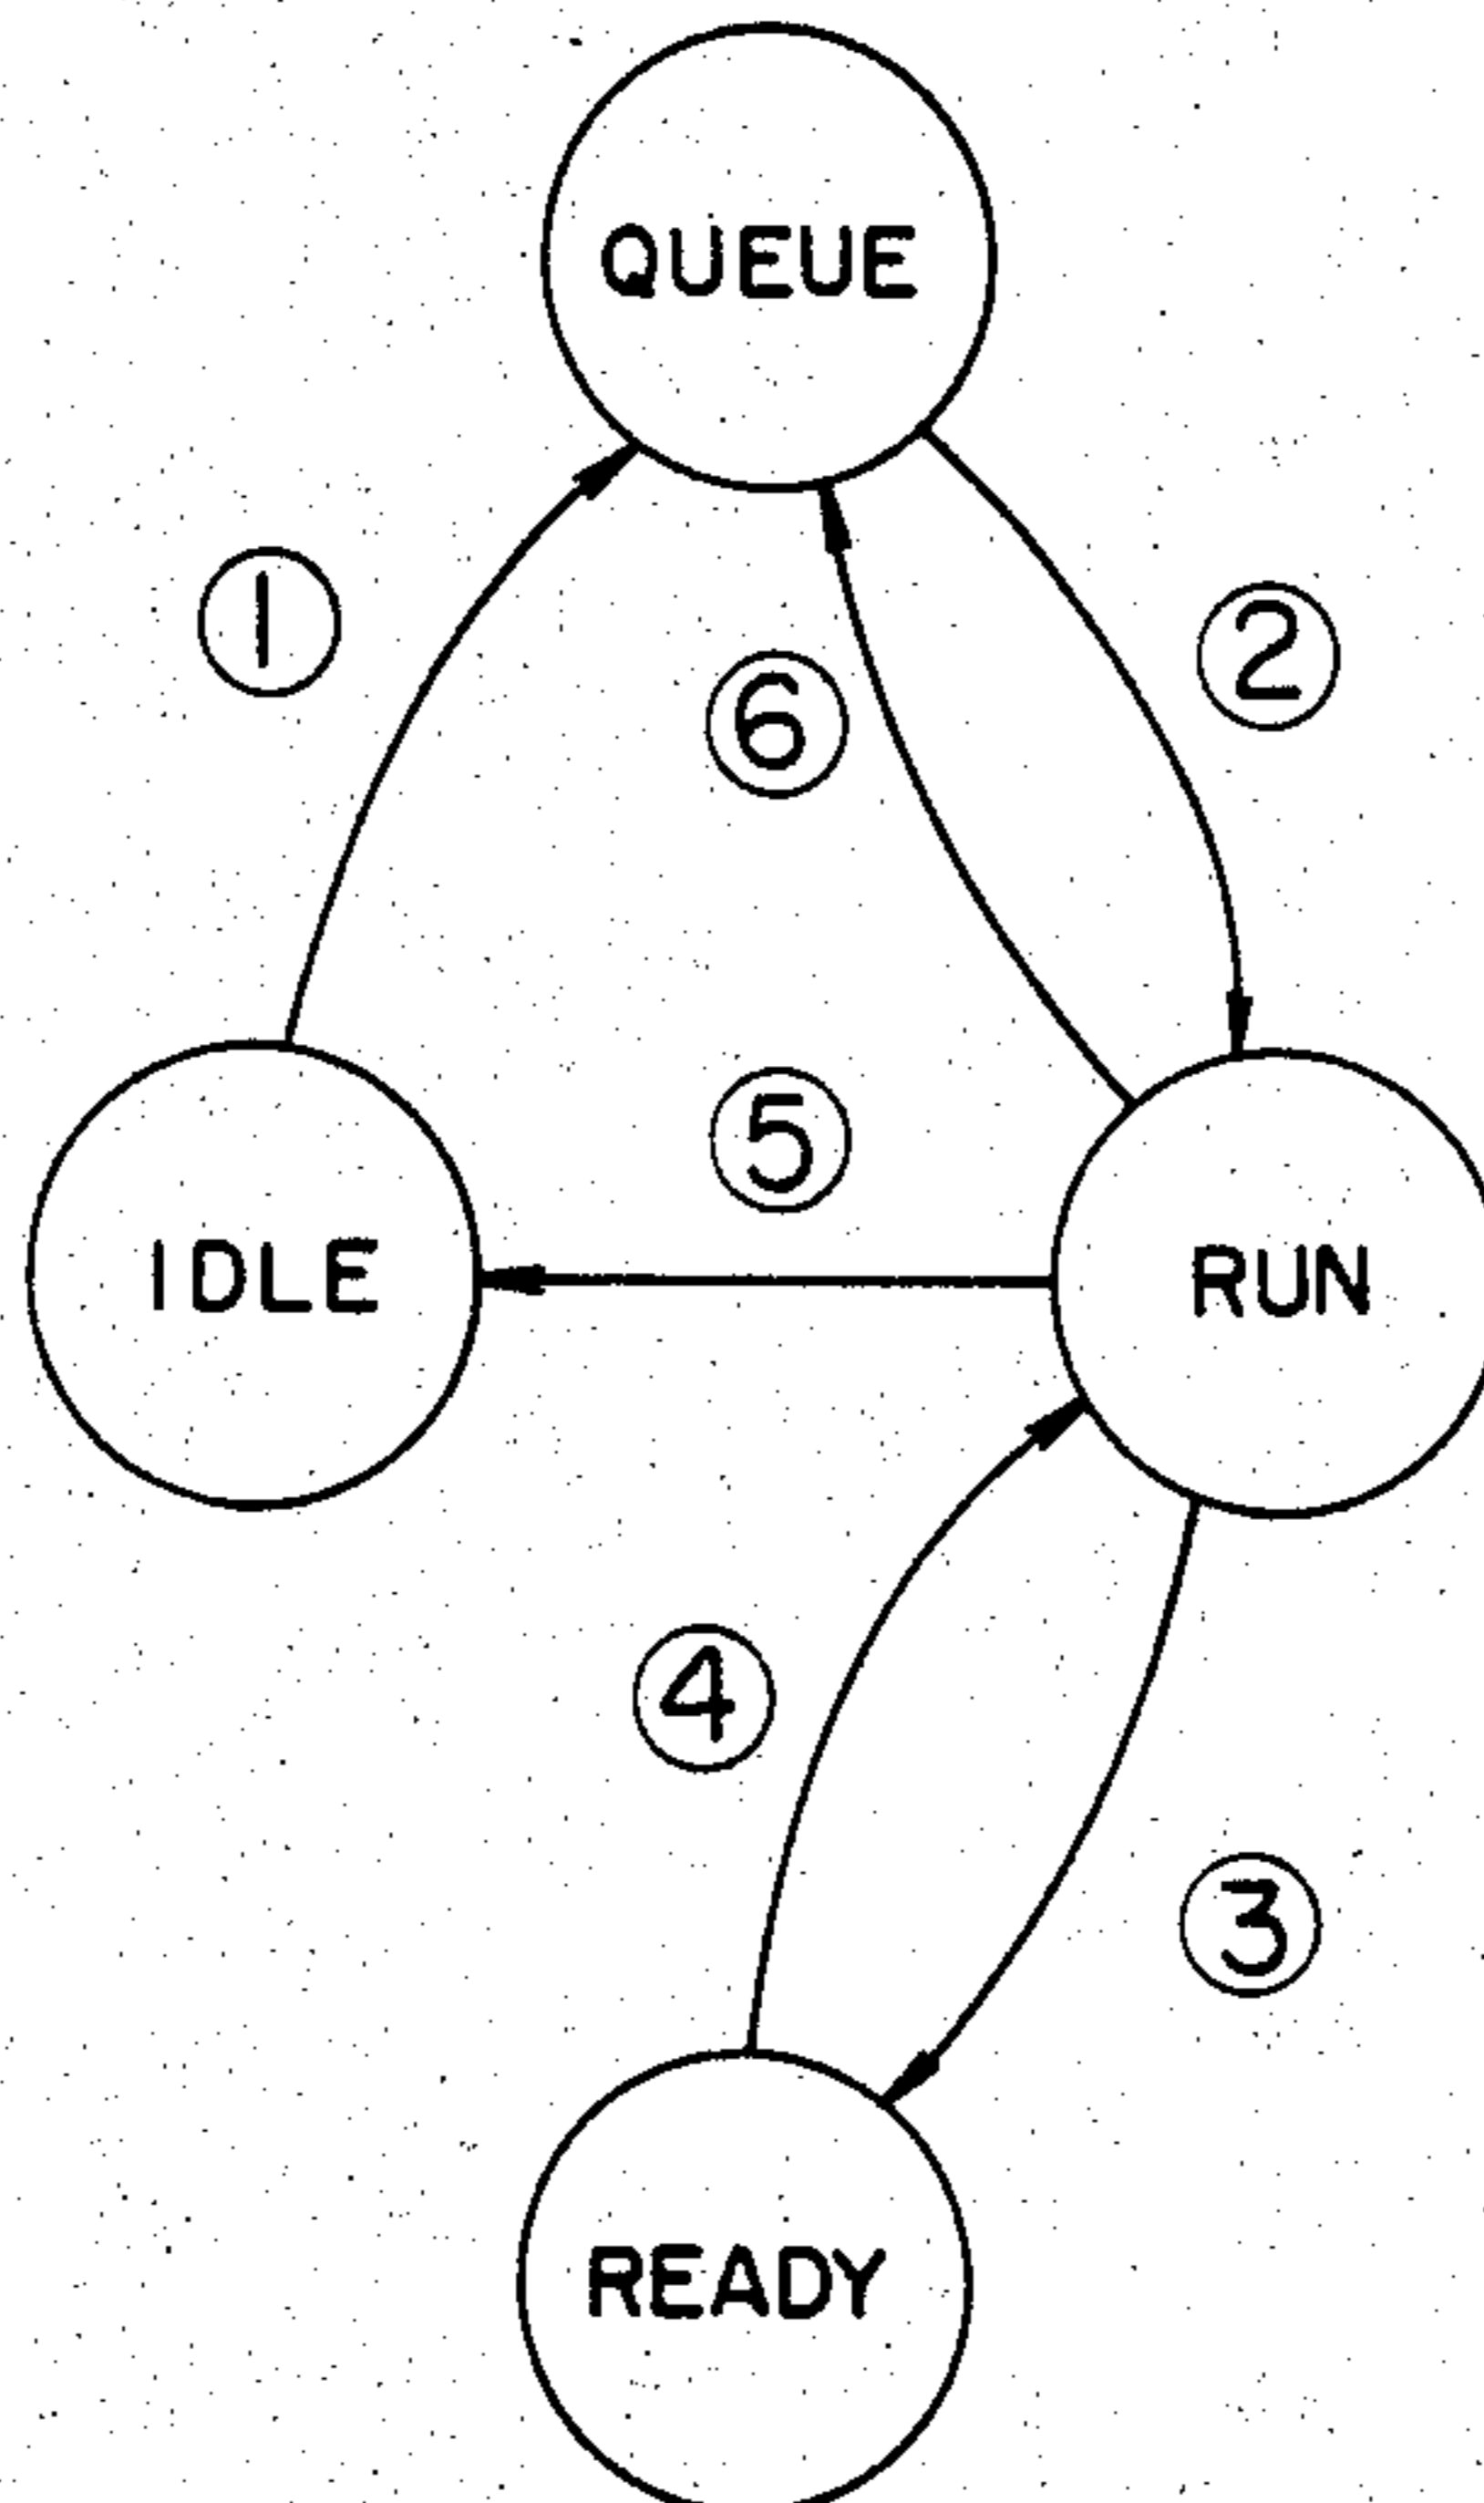 QUEUE
①
②
⑥
⑤
IDLE
RUN
④
③
READY